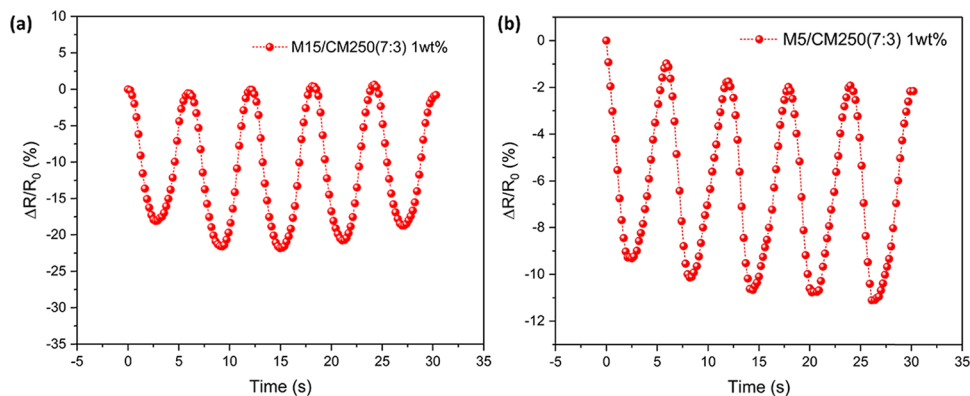 (a)
M15/CM250(7:3) 1wt%
ΔR/R0 (%)
10
5
0
-5
-10
-15
-20
-25
-30
-35
-5 0 5 10 15 20 25 30 35
Time (s)
(b)
M5/CM250(7:3) 1wt%
ΔR/R0 (%)
0
-2
-4
-6
-8
-10
-12
-5 0 5 10 15 20 25 30 35
Time (s)